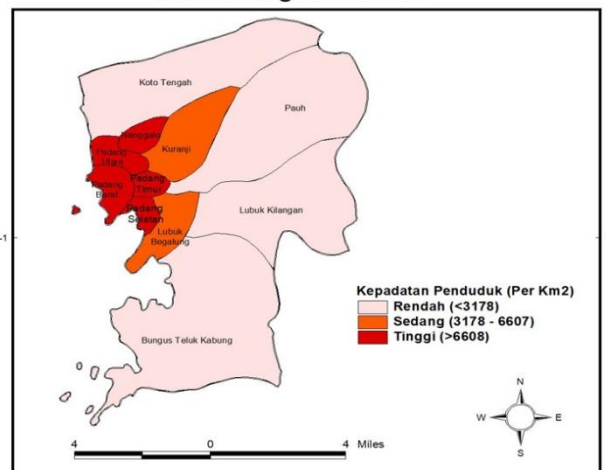 Koto Tengah
Pauh
Nanggalo
Kuranji
Padang
Utara
Padang
Barat
Padang
Timur
Padang
Selatan
Lubuk Kilangan
Lubuk
Begalung
-1
Kepadatan Penduduk (Per Km2)
Rendah (<3178)
Sedang (3178 - 6607)
Tinggi (>6608)
Bungus Teluk Kabung
N
W
E
S
4
0
4 Miles